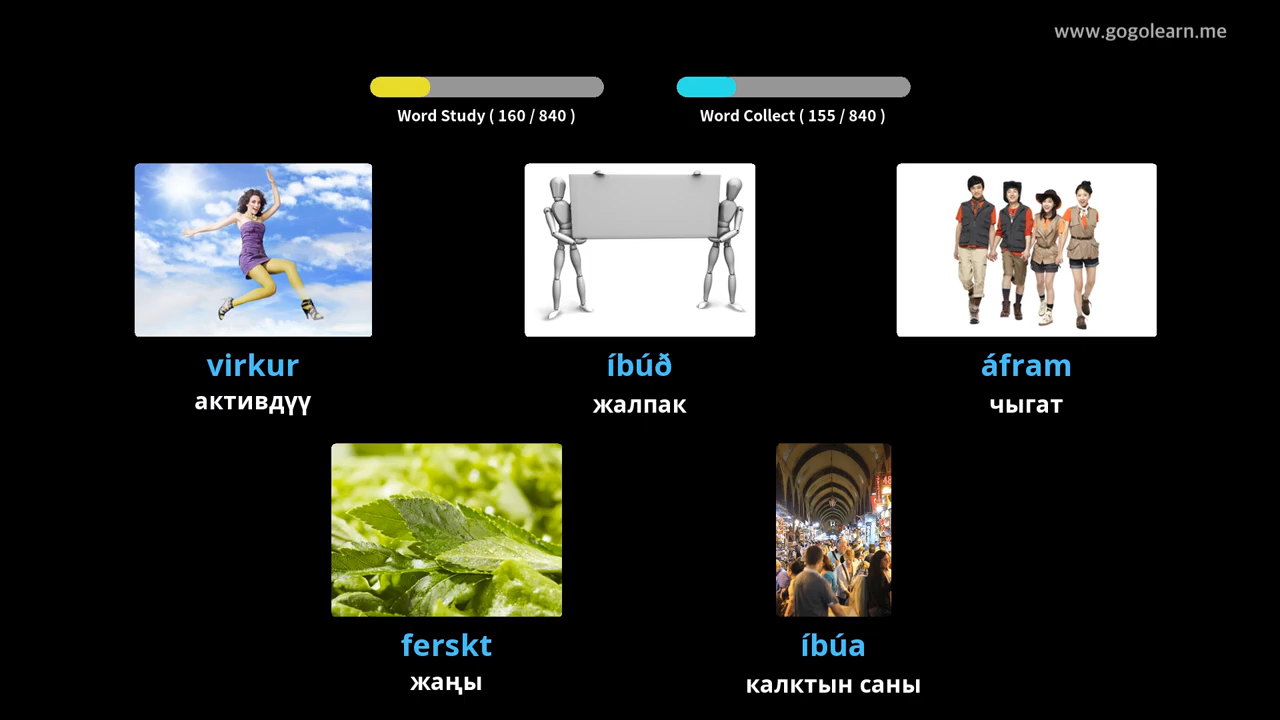 www.gogolearn.me
Word Study ( 160 / 840 )
Word Collect ( 155 / 840 )
virkur
активдүү
íbúð
жалпак
áfram
чыгат
ferskt
жаңы
íbúa
калктын саны